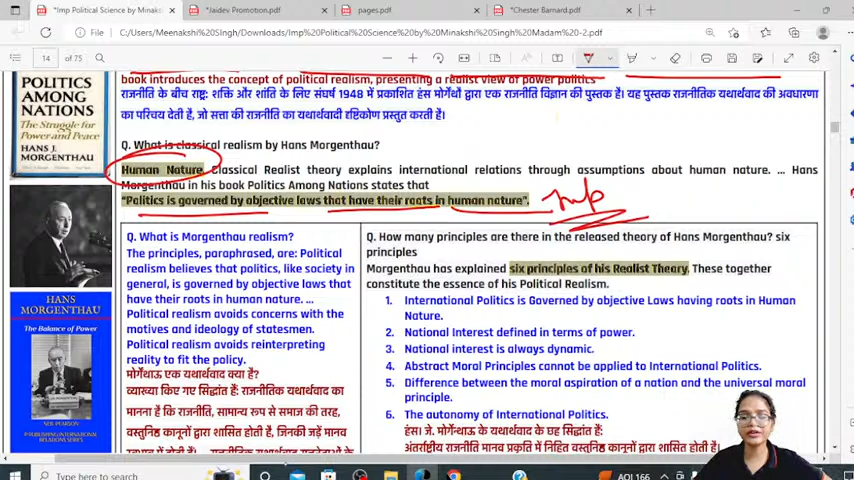 *Imp Political Science by Minaks
*Jaidev Promotion.pdf
pages.pdf
*Chester Barnard.pdf
File
C:/Users/Meenakshi%20Singh/Downloads/Imp%20Political%20Science%20by%20Minakshi%20Singh%20Madam%20-2.pdf
14 of 75
book introduces the concept of political realism, presenting a realist view of power politics
राजनीति के बीच राष्ट्र: शक्ति और शांति के लिए संघर्ष 1948 में प्रकाशित हंस मोर्गेंथौ द्वारा एक राजनीति विज्ञान की पुस्तक है। यह पुस्तक राजनीतिक यथार्थवाद की अवधारणा
का परिचय देती है, जो सत्ता की राजनीति का यथार्थवादी दृष्टिकोण प्रस्तुत करती है।
POLITICS
AMONG
NATIONS
The Struggle for
Power and Peace
HANS J.
MORGENTHAU
Q. What is classical realism by Hans Morgenthau?
Human Nature. Classical Realist theory explains international relations through assumptions about human nature. ... Hans
Morgenthau in his book Politics Among Nations states that
"Politics is governed by objective laws that have their roots in human nature".
Imp
Q. What is Morgenthau realism?
The principles, paraphrased, are: Political
realism believes that politics, like society in
general, is governed by objective laws that
have their roots in human nature. ...
Political realism avoids concerns with the
motives and ideology of statesmen.
Political realism avoids reinterpreting
reality to fit the policy.
मोर्गेंथाऊ एक यथार्थवाद क्या है?
व्याख्या किए गए सिद्धांत हैं: राजनीतिक यथार्थवाद का
मानना है कि राजनीति, सामान्य रूप से समाज की तरह,
वस्तुनिष्ठ कानूनों द्वारा शासित होती है, जिनकी जड़ें मानव
Q. How many principles are there in the released theory of Hans Morgenthau? six
principles
Morgenthau has explained six principles of his Realist Theory. These together
constitute the essence of his Political Realism.
1. International Politics is Governed by objective Laws having roots in Human
Nature.
2. National Interest defined in terms of power.
3. National interest is always dynamic.
4. Abstract Moral Principles cannot be applied to International Politics.
5. Difference between the moral aspiration of a nation and the universal moral
principle.
6. The autonomy of International Politics.
हंस। जे. मोर्गेन्थाऊ के यथार्थवाद के छह सिद्धांत हैं:
अंतर्राष्ट्रीय राजनीति मानव प्रकृति में निहित वस्तुनिष्ठ कानूनों द्वारा शासित होती है।
HANS
MORGENTHAU
The Balance of Power
Type here to search
AQI 166